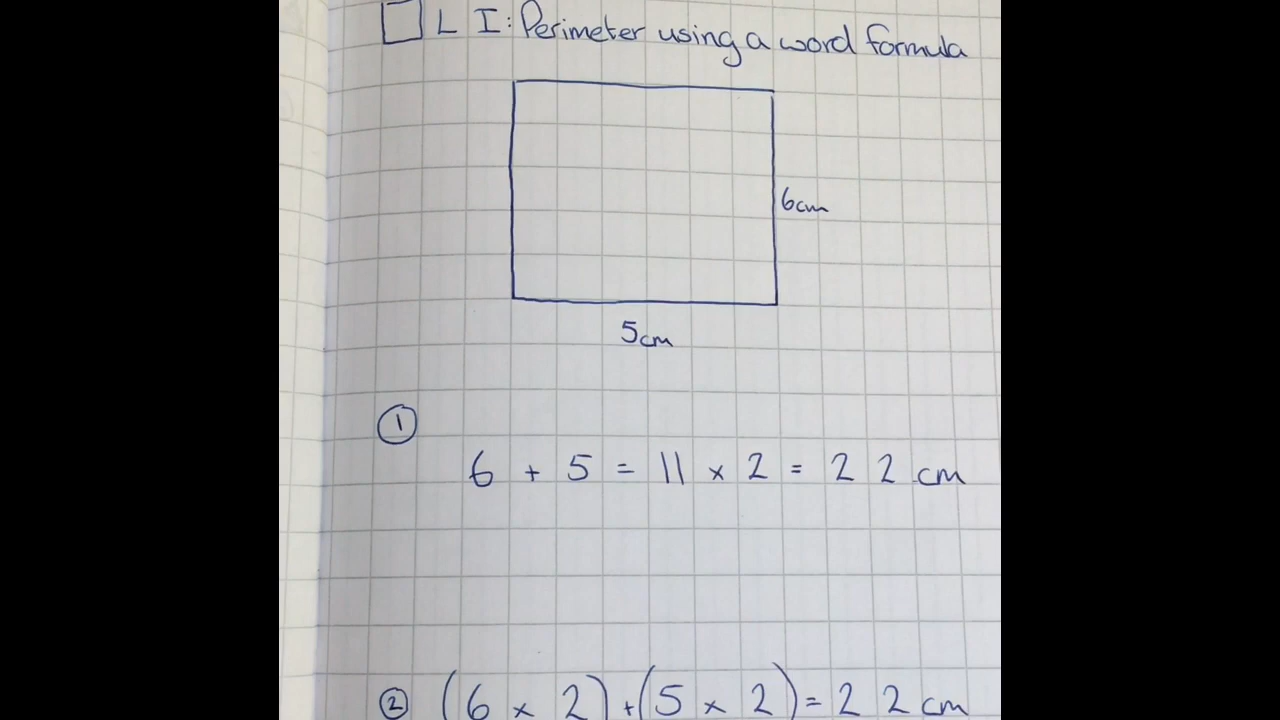 L I: Perimeter using a word formula
6cm
5cm
1
6 + 5 = 11 × 2 = 22 cm
2 (6 × 2) + (5 × 2) = 22 cm